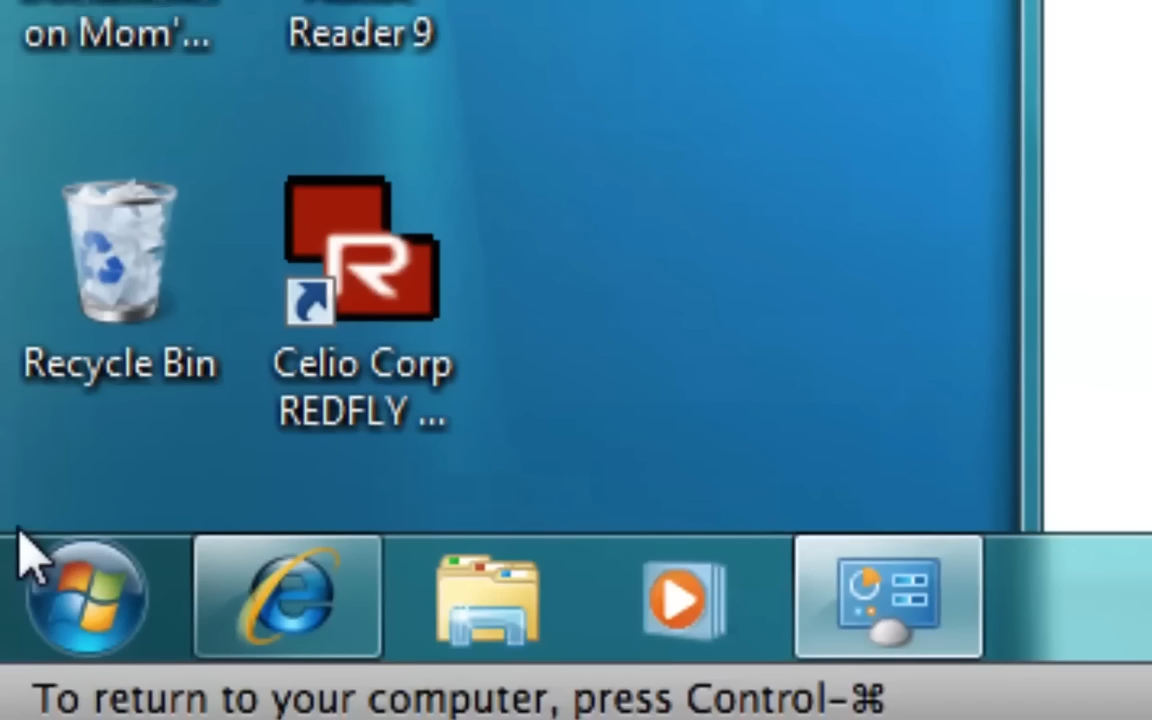 on Mom'...
Reader 9
R
Recycle Bin
Celio Corp
REDFLY ...
To return to your computer, press Control-⌘